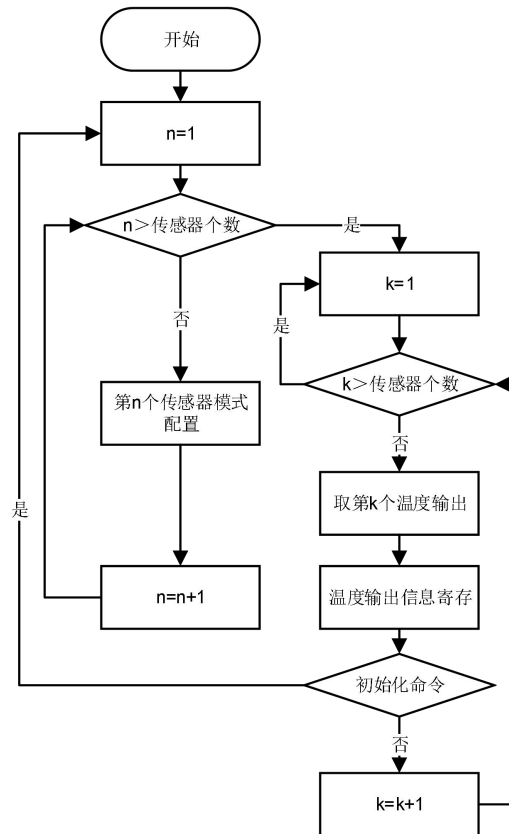 开始
n=1
n＞传感器个数
是
否
第n个传感器模式
配置
n=n+1
k=1
是
k＞传感器个数
否
取第k个温度输出
温度输出信息寄存
初始化命令
是
否
k=k+1